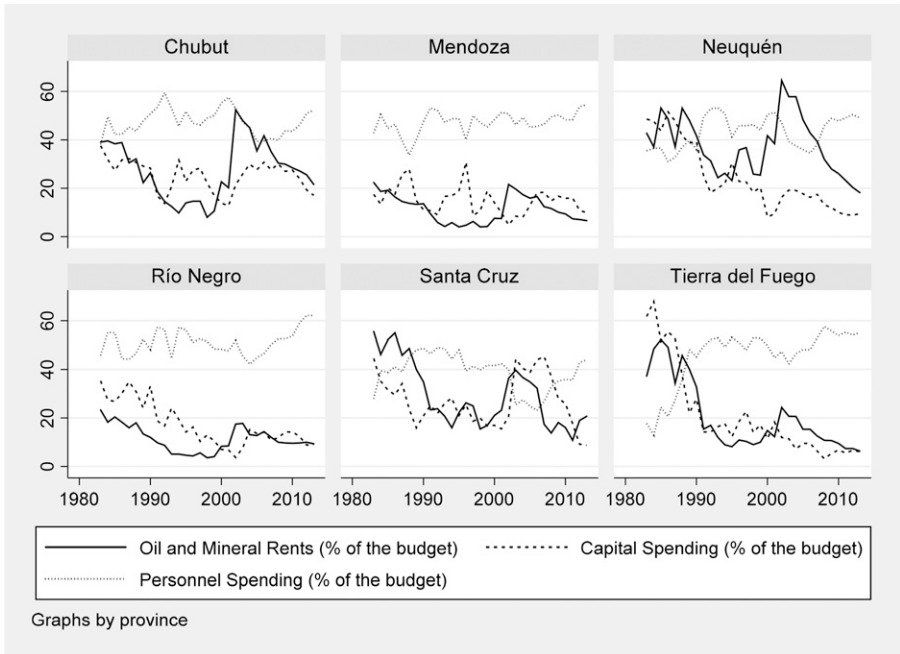 Chubut Mendoza Neuquén
60
40
20
0
Río Negro Santa Cruz Tierra del Fuego
60
40
20
0
1980 1990 2000 2010 1980 1990 2000 2010 1980 1990 2000 2010
Oil and Mineral Rents (% of the budget) Capital Spending (% of the budget)
Personnel Spending (% of the budget)
Graphs by province